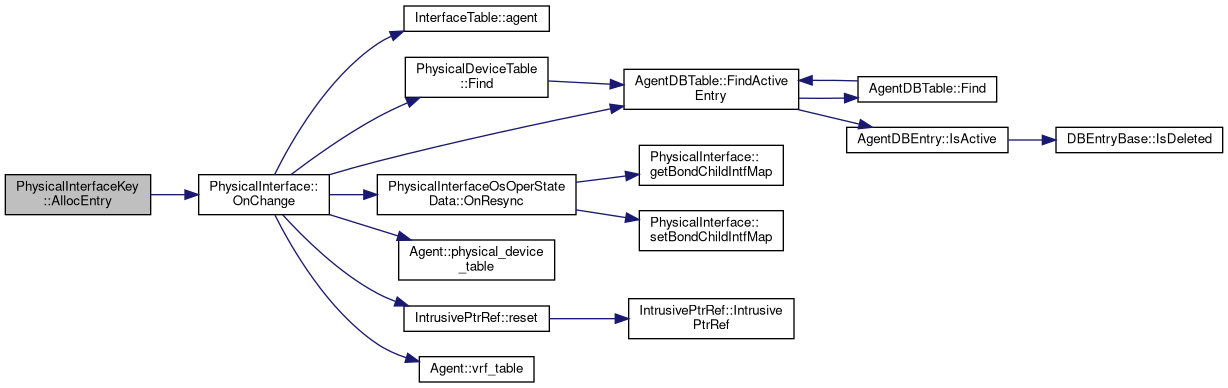 PhysicalInterfaceKey
::AllocEntry
PhysicalInterface::
OnChange
InterfaceTable::agent
PhysicalDeviceTable
::Find
AgentDBTable::FindActive
Entry
AgentDBTable::Find
AgentDBEntry::IsActive
DBEntryBase::IsDeleted
PhysicalInterfaceOsOperState
Data::OnResync
PhysicalInterface::
getBondChildIntfMap
PhysicalInterface::
setBondChildIntfMap
Agent::physical_device
_table
IntrusivePtrRef::reset
IntrusivePtrRef::Intrusive
PtrRef
Agent::vrf_table